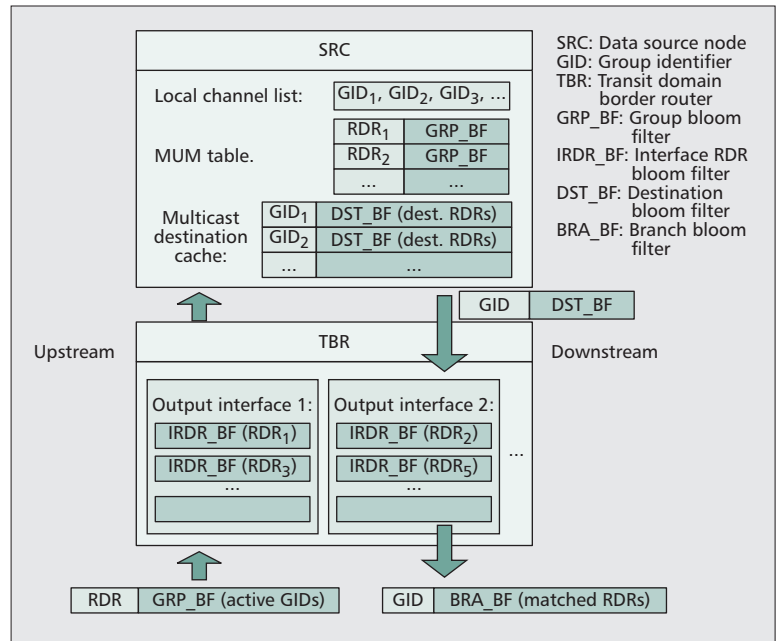 SRC
Local channel list:
GID1, GID2, GID3, ...
MUM table.
RDR1 GRP_BF
RDR2 GRP_BF
... ...
Multicast
destination
cache:
GID1 DST_BF (dest. RDRs)
GID2 DST_BF (dest. RDRs)
... ...
SRC: Data source node
GID: Group identifier
TBR: Transit domain
border router
GRP_BF: Group bloom
filter
IRDR_BF: Interface RDR
bloom filter
DST_BF: Destination
bloom filter
BRA_BF: Branch bloom
filter
GID DST_BF
Upstream
TBR
Downstream
Output interface 1:
IRDR_BF (RDR1)
IRDR_BF (RDR3)
...
Output interface 2:
IRDR_BF (RDR2)
IRDR_BF (RDR5)
...
...
RDR GRP_BF (active GIDs)
GID BRA_BF (matched RDRs)